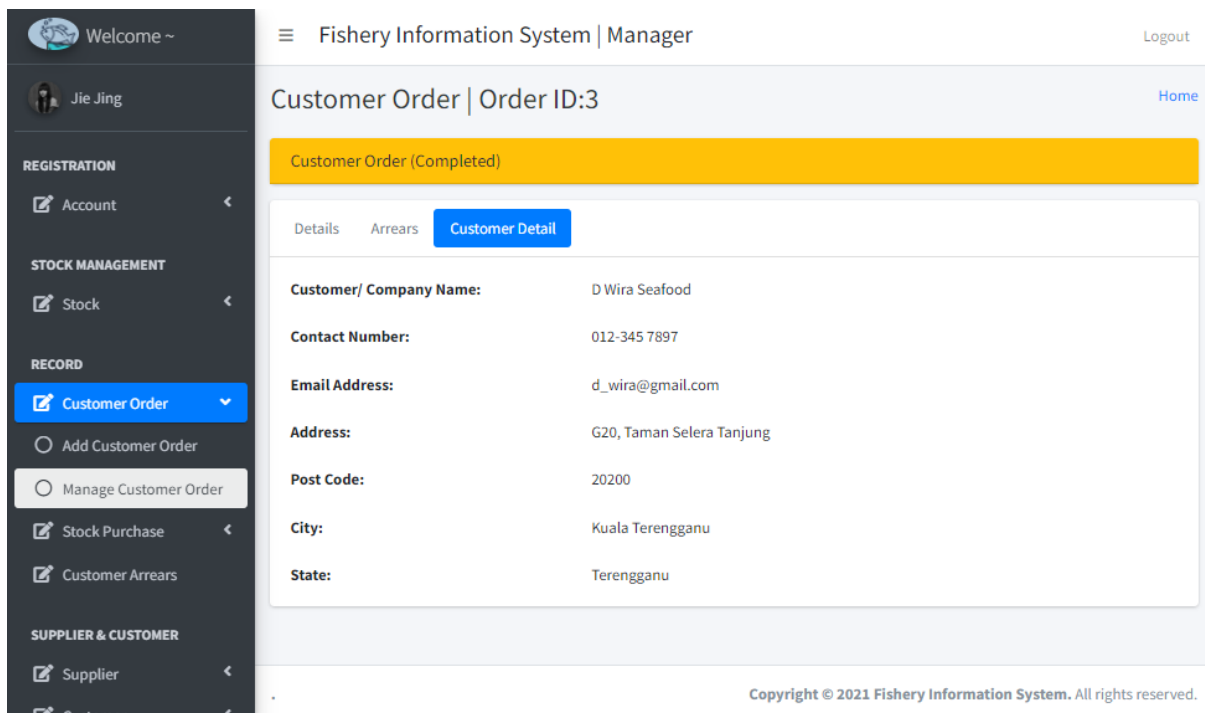 Welcome ~
Fishery Information System | Manager
Logout
Jie Jing
Customer Order | Order ID:3
Home
REGISTRATION
Account
STOCK MANAGEMENT
Stock
RECORD
Customer Order
Add Customer Order
Manage Customer Order
Stock Purchase
Customer Arrears
SUPPLIER & CUSTOMER
Supplier
Customer Order (Completed)
Details Arrears Customer Detail
Customer/ Company Name: D Wira Seafood
Contact Number: 012-345 7897
Email Address: d_wira@gmail.com
Address: G20, Taman Selera Tanjung
Post Code: 20200
City: Kuala Terengganu
State: Terengganu
. Copyright © 2021 Fishery Information System. All rights reserved.